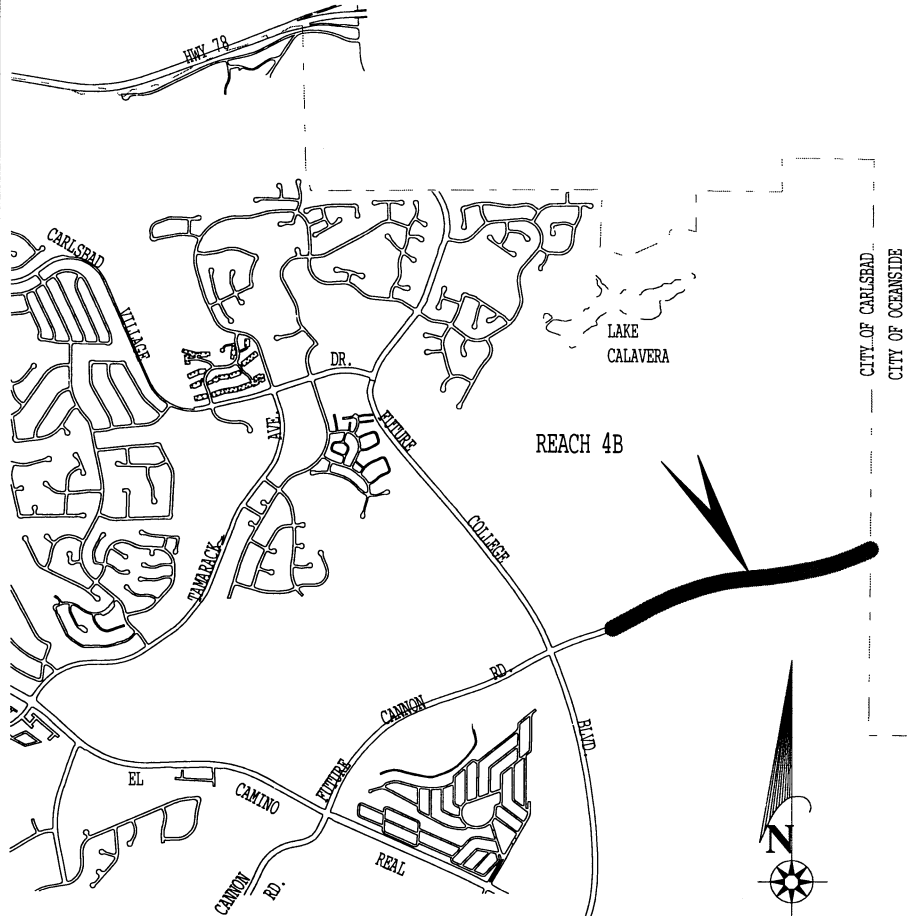 HWY 78
CARLSBAD
VILLAGE
DR.
LAKE
CALAVERA
CITY OF CARLSBAD
CITY OF OCEANSIDE
AVE.
FUTURE
REACH 4B
COLLEGE
TAMARACK
RD.
CANNON
BLVD.
FUTURE
EL
CAMINO
REAL
CANNON
RD.
N